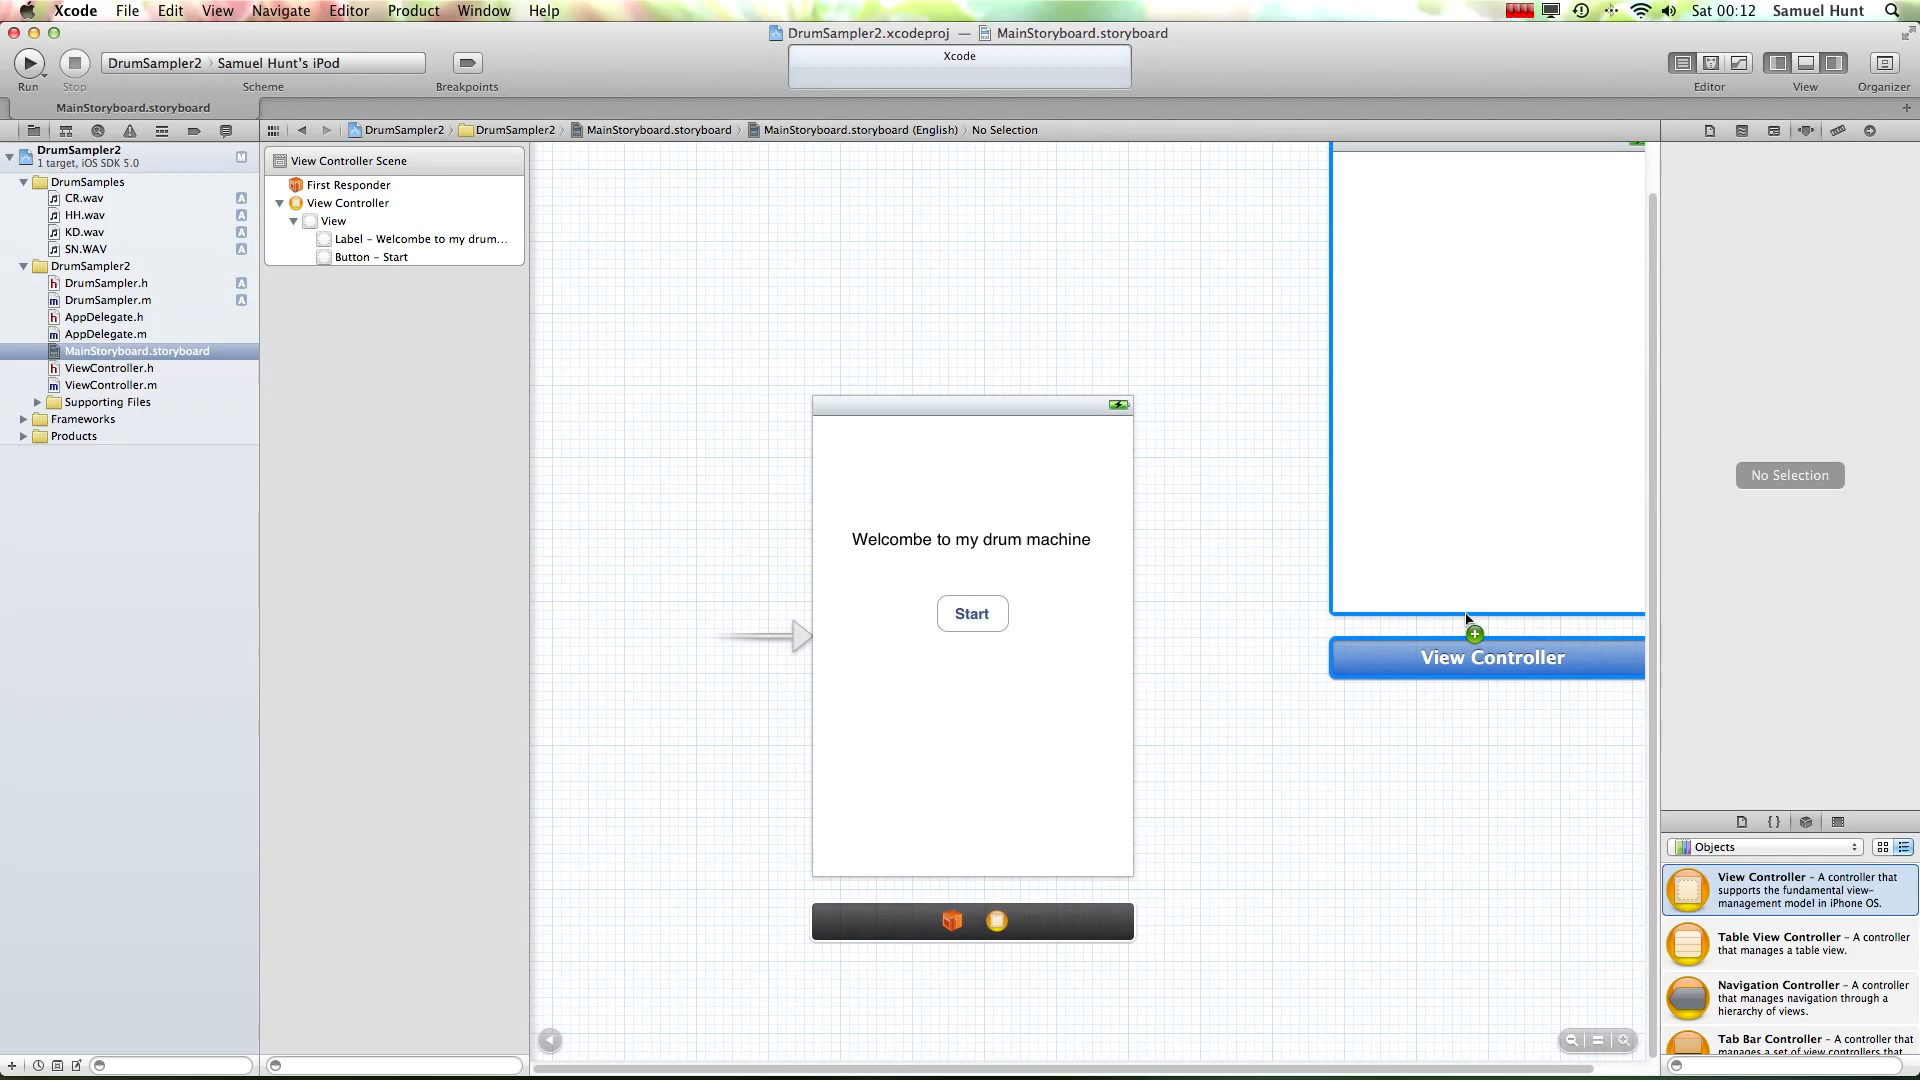 Xcode File Edit View Navigate Editor Product Window Help
Sat 00:12 Samuel Hunt
DrumSampler2.xcodeproj — MainStoryboard.storyboard
DrumSampler2 Samuel Hunt's iPod
Xcode
Run Stop Scheme Breakpoints Editor View Organizer
MainStoryboard.storyboard
DrumSampler2 DrumSampler2 MainStoryboard.storyboard MainStoryboard.storyboard (English) No Selection
DrumSampler2
1 target, iOS SDK 5.0
M
DrumSamples
CR.wav A
HH.wav A
KD.wav A
SN.WAV A
DrumSampler2
DrumSampler.h A
DrumSampler.m A
AppDelegate.h
AppDelegate.m
MainStoryboard.storyboard
ViewController.h
ViewController.m
Supporting Files
Frameworks
Products
View Controller Scene
First Responder
View Controller
View
Label – Welcombe to my drum...
Button – Start
Welcombe to my drum machine
Start
View Controller
No Selection
Objects
View Controller – A controller that
supports the fundamental view-
management model in iPhone OS.
Table View Controller – A controller
that manages a table view.
Navigation Controller – A controller
that manages navigation through a
hierarchy of views.
Tab Bar Controller – A controller that
manages a set of view controllers that